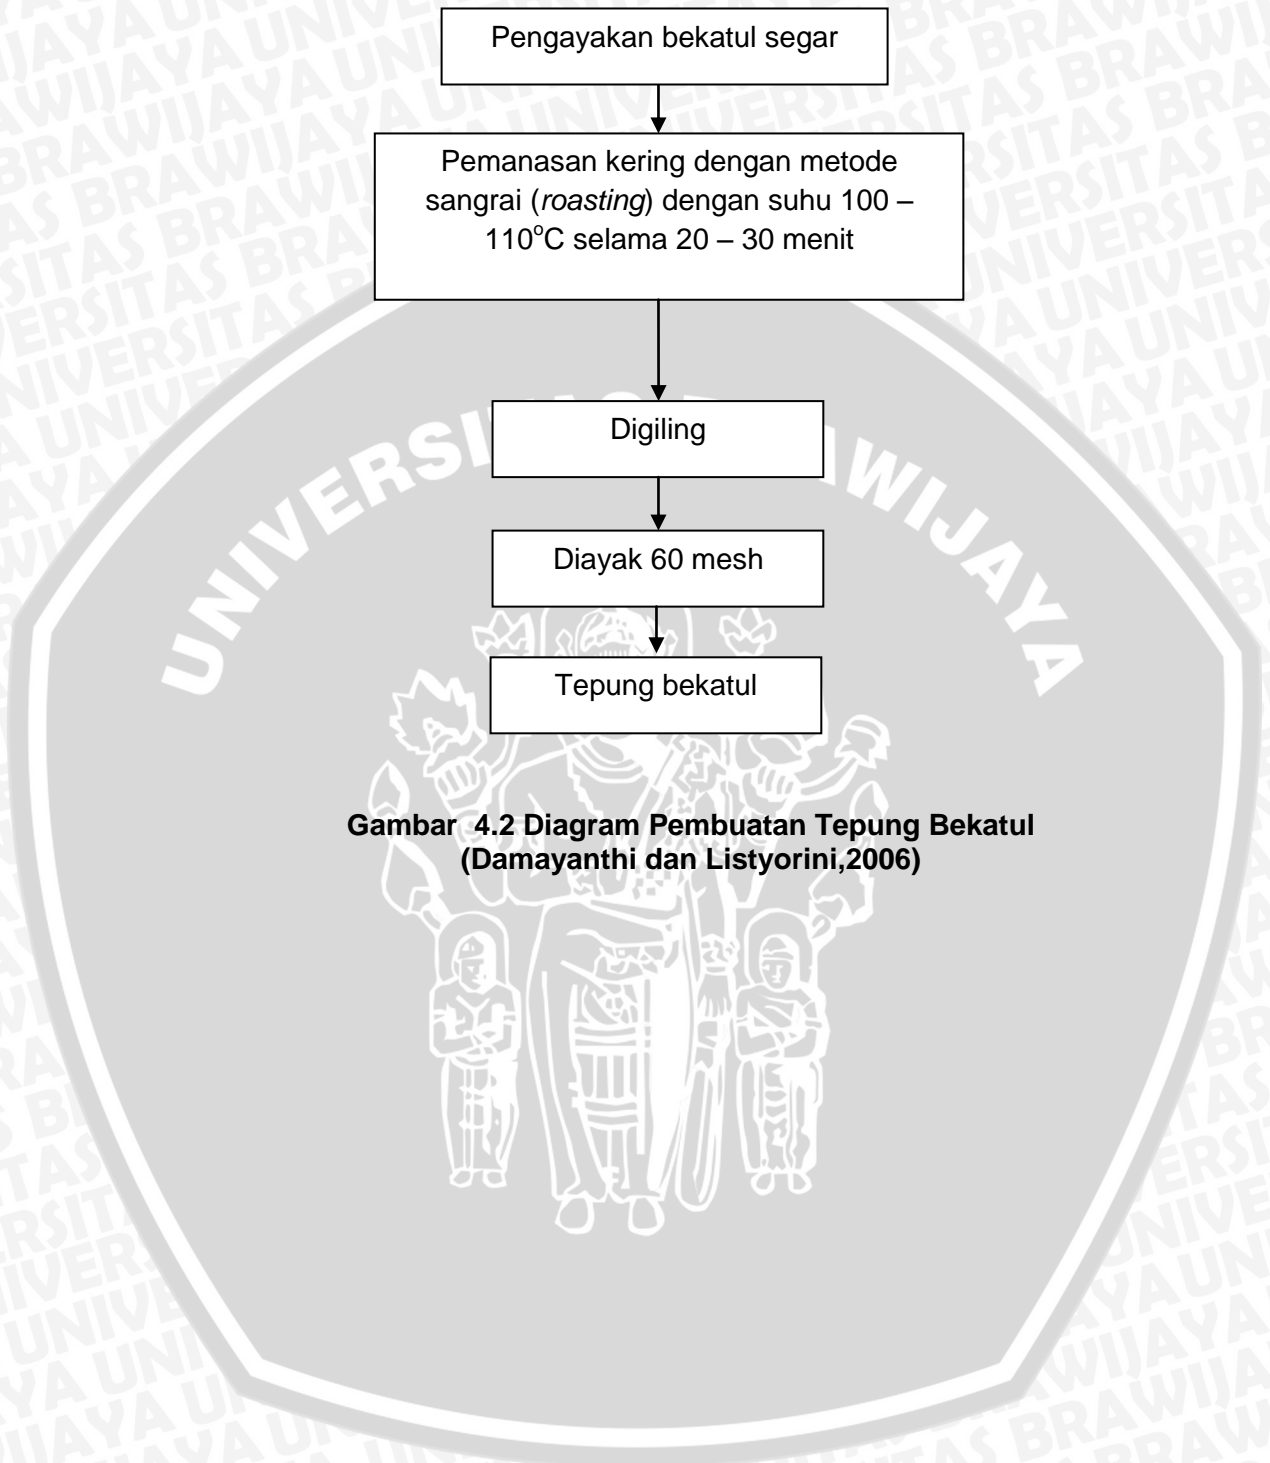 Pengayakan bekatul segar
Pemanasan kering dengan metode
sangrai (roasting) dengan suhu 100 –
110°C selama 20 – 30 menit
Digiling
Diayak 60 mesh
Tepung bekatul
Gambar  4.2 Diagram Pembuatan Tepung Bekatul
(Damayanthi dan Listyorini,2006)